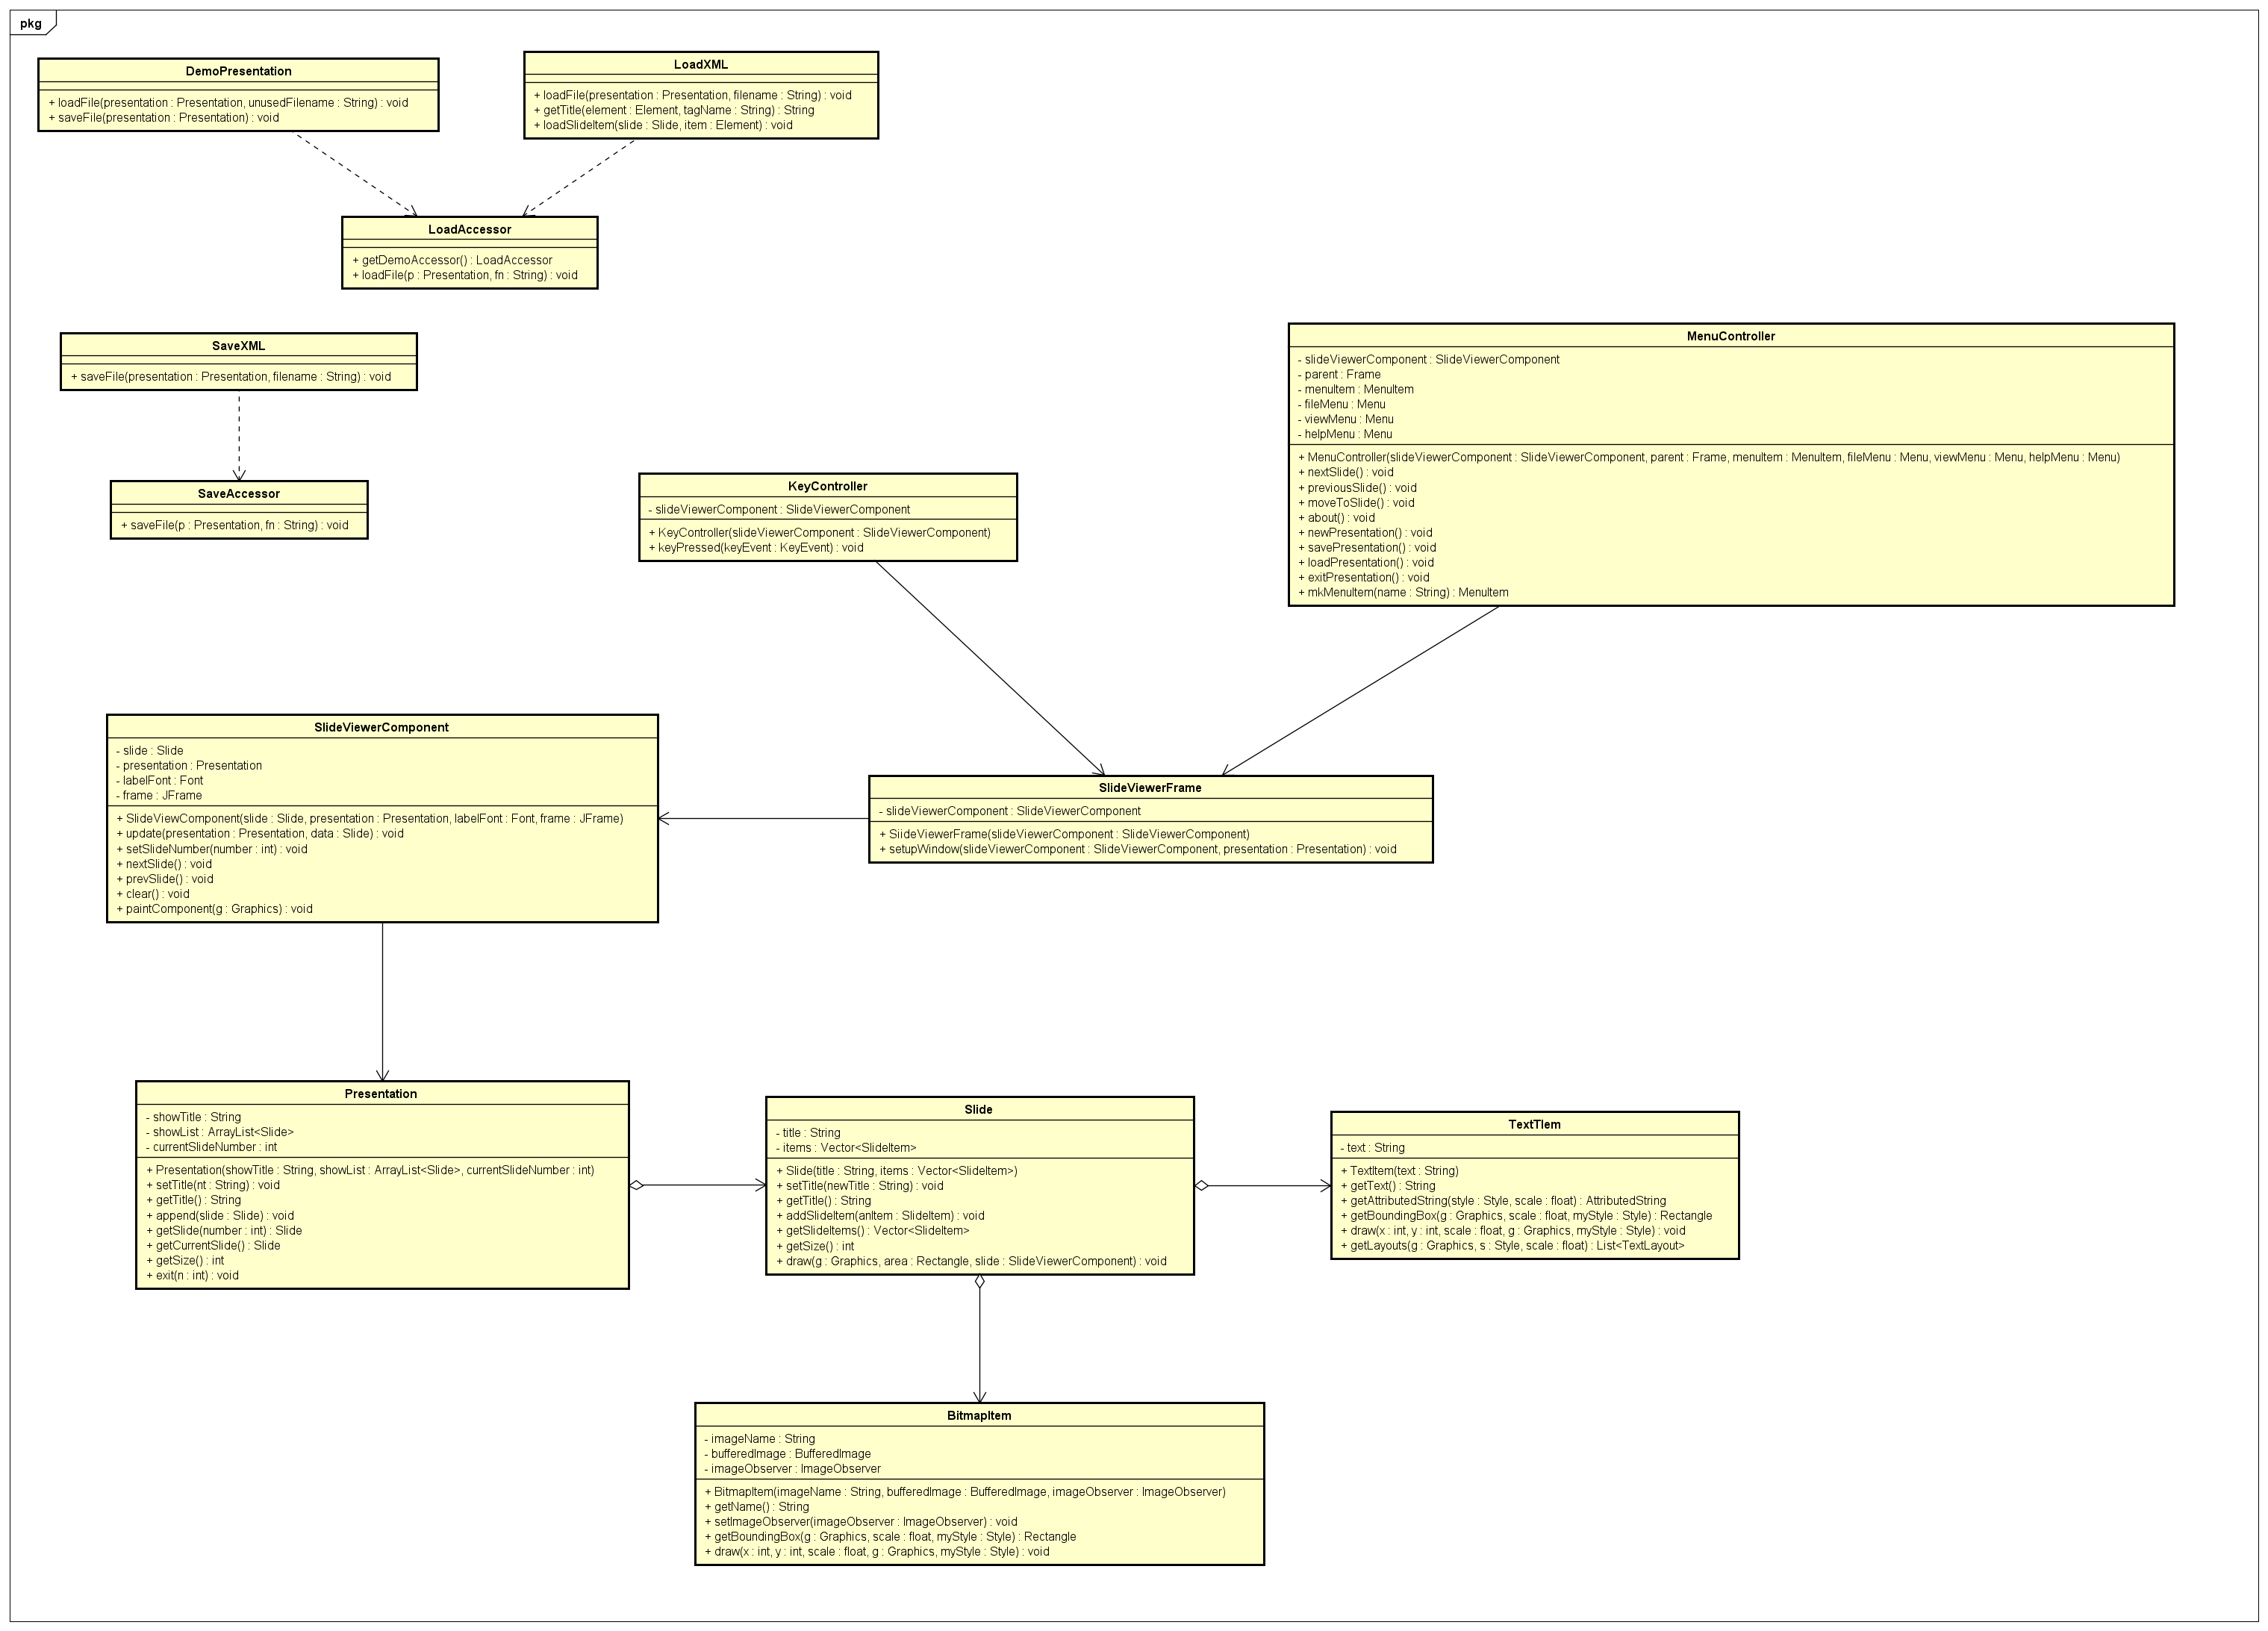 pkg
DemoPresentation
+ loadFile(presentation : Presentation, unusedFilename : String) : void
+ saveFile(presentation : Presentation) : void
LoadXML
+ loadFile(presentation : Presentation, filename : String) : void
+ getTitle(element : Element, tagName : String) : String
+ loadSlideItem(slide : Slide, item : Element) : void
LoadAccessor
+ getDemoAccessor() : LoadAccessor
+ loadFile(p : Presentation, fn : String) : void
SaveXML
+ saveFile(presentation : Presentation, filename : String) : void
SaveAccessor
+ saveFile(p : Presentation, fn : String) : void
KeyController
- slideViewerComponent : SlideViewerComponent
+ KeyController(slideViewerComponent : SlideViewerComponent)
+ keyPressed(keyEvent : KeyEvent) : void
MenuController
- slideViewerComponent : SlideViewerComponent
- parent : Frame
- menuItem : MenuItem
- fileMenu : Menu
- viewMenu : Menu
- helpMenu : Menu
+ MenuController(slideViewerComponent : SlideViewerComponent, parent : Frame, menuItem : MenuItem, fileMenu : Menu, viewMenu : Menu, helpMenu : Menu)
+ nextSlide() : void
+ previousSlide() : void
+ moveToSlide() : void
+ about() : void
+ newPresentation() : void
+ savePresentation() : void
+ loadPresentation() : void
+ exitPresentation() : void
+ mkMenuItem(name : String) : MenuItem
SlideViewerComponent
- slide : Slide
- presentation : Presentation
- labelFont : Font
- frame : JFrame
+ SlideViewComponent(slide : Slide, presentation : Presentation, labelFont : Font, frame : JFrame)
+ update(presentation : Presentation, data : Slide) : void
+ setSlideNumber(number : int) : void
+ nextSlide() : void
+ prevSlide() : void
+ clear() : void
+ paintComponent(g : Graphics) : void
SlideViewerFrame
- slideViewerComponent : SlideViewerComponent
+ SiideViewerFrame(slideViewerComponent : SlideViewerComponent)
+ setupWindow(slideViewerComponent : SlideViewerComponent, presentation : Presentation) : void
Presentation
- showTitle : String
- showList : ArrayList<Slide>
- currentSlideNumber : int
+ Presentation(showTitle : String, showList : ArrayList<Slide>, currentSlideNumber : int)
+ setTitle(nt : String) : void
+ getTitle() : String
+ append(slide : Slide) : void
+ getSlide(number : int) : Slide
+ getCurrentSlide() : Slide
+ getSize() : int
+ exit(n : int) : void
Slide
- title : String
- items : Vector<SlideItem>
+ Slide(title : String, items : Vector<SlideItem>)
+ setTitle(newTitle : String) : void
+ getTitle() : String
+ addSlideItem(anItem : SlideItem) : void
+ getSlideItems() : Vector<SlideItem>
+ getSize() : int
+ draw(g : Graphics, area : Rectangle, slide : SlideViewerComponent) : void
TextTIem
- text : String
+ TextItem(text : String)
+ getText() : String
+ getAttributedString(style : Style, scale : float) : AttributedString
+ getBoundingBox(g : Graphics, scale : float, myStyle : Style) : Rectangle
+ draw(x : int, y : int, scale : float, g : Graphics, myStyle : Style) : void
+ getLayouts(g : Graphics, s : Style, scale : float) : List<TextLayout>
BitmapItem
- imageName : String
- bufferedImage : BufferedImage
- imageObserver : ImageObserver
+ BitmapItem(imageName : String, bufferedImage : BufferedImage, imageObserver : ImageObserver)
+ getName() : String
+ setImageObserver(imageObserver : ImageObserver) : void
+ getBoundingBox(g : Graphics, scale : float, myStyle : Style) : Rectangle
+ draw(x : int, y : int, scale : float, g : Graphics, myStyle : Style) : void